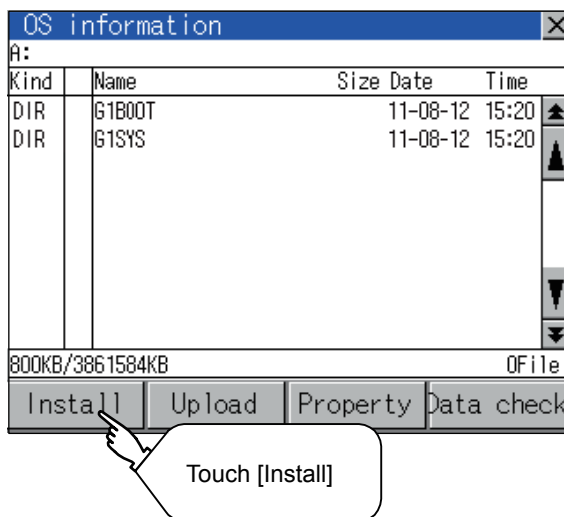 OS information
A:
Kind Name Size Date Time
DIR G1BOOT 11-08-12 15:20
DIR G1SYS 11-08-12 15:20
800KB/3861584KB 0File
Install Upload Property Data check
Touch [Install]